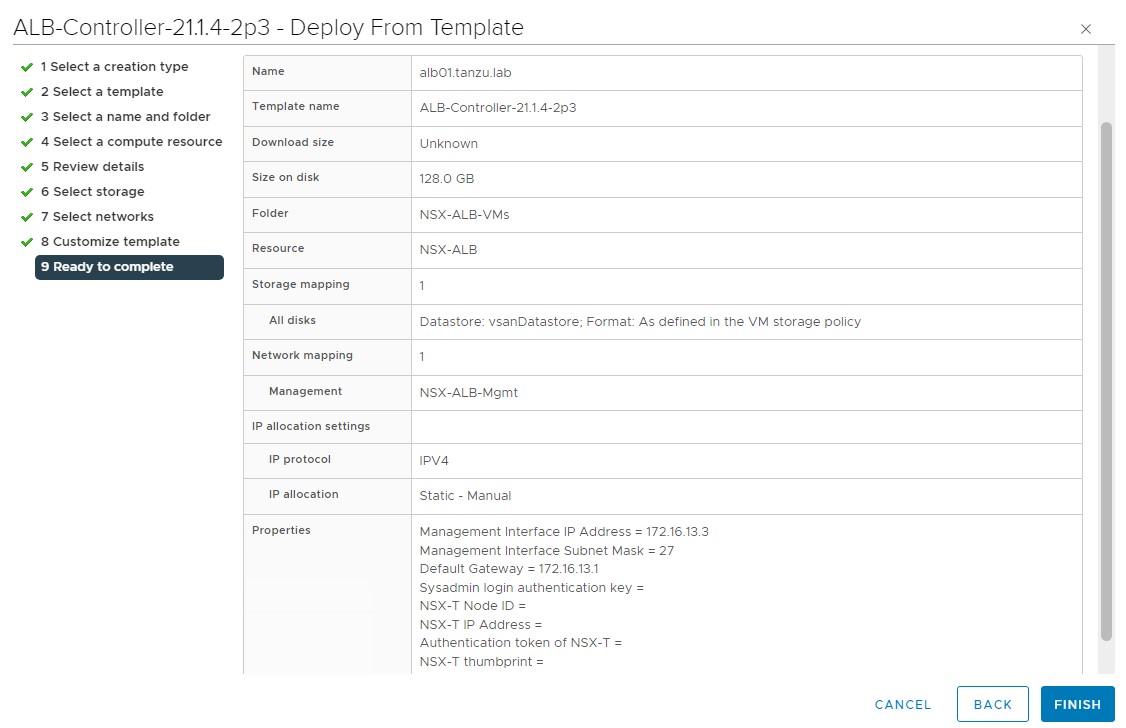 ALB-Controller-21.1.4-2p3 - Deploy From Template
1 Select a creation type
2 Select a template
3 Select a name and folder
4 Select a compute resource
5 Review details
6 Select storage
7 Select networks
8 Customize template
9 Ready to complete
Name alb01.tanzu.lab
Template name ALB-Controller-21.1.4-2p3
Download size Unknown
Size on disk 128.0 GB
Folder NSX-ALB-VMs
Resource NSX-ALB
Storage mapping 1
All disks Datastore: vsanDatastore; Format: As defined in the VM storage policy
Network mapping 1
Management NSX-ALB-Mgmt
IP allocation settings
IP protocol IPV4
IP allocation Static - Manual
Properties Management Interface IP Address = 172.16.13.3
Management Interface Subnet Mask = 27
Default Gateway = 172.16.13.1
Sysadmin login authentication key =
NSX-T Node ID =
NSX-T IP Address =
Authentication token of NSX-T =
NSX-T thumbprint =
CANCEL BACK FINISH